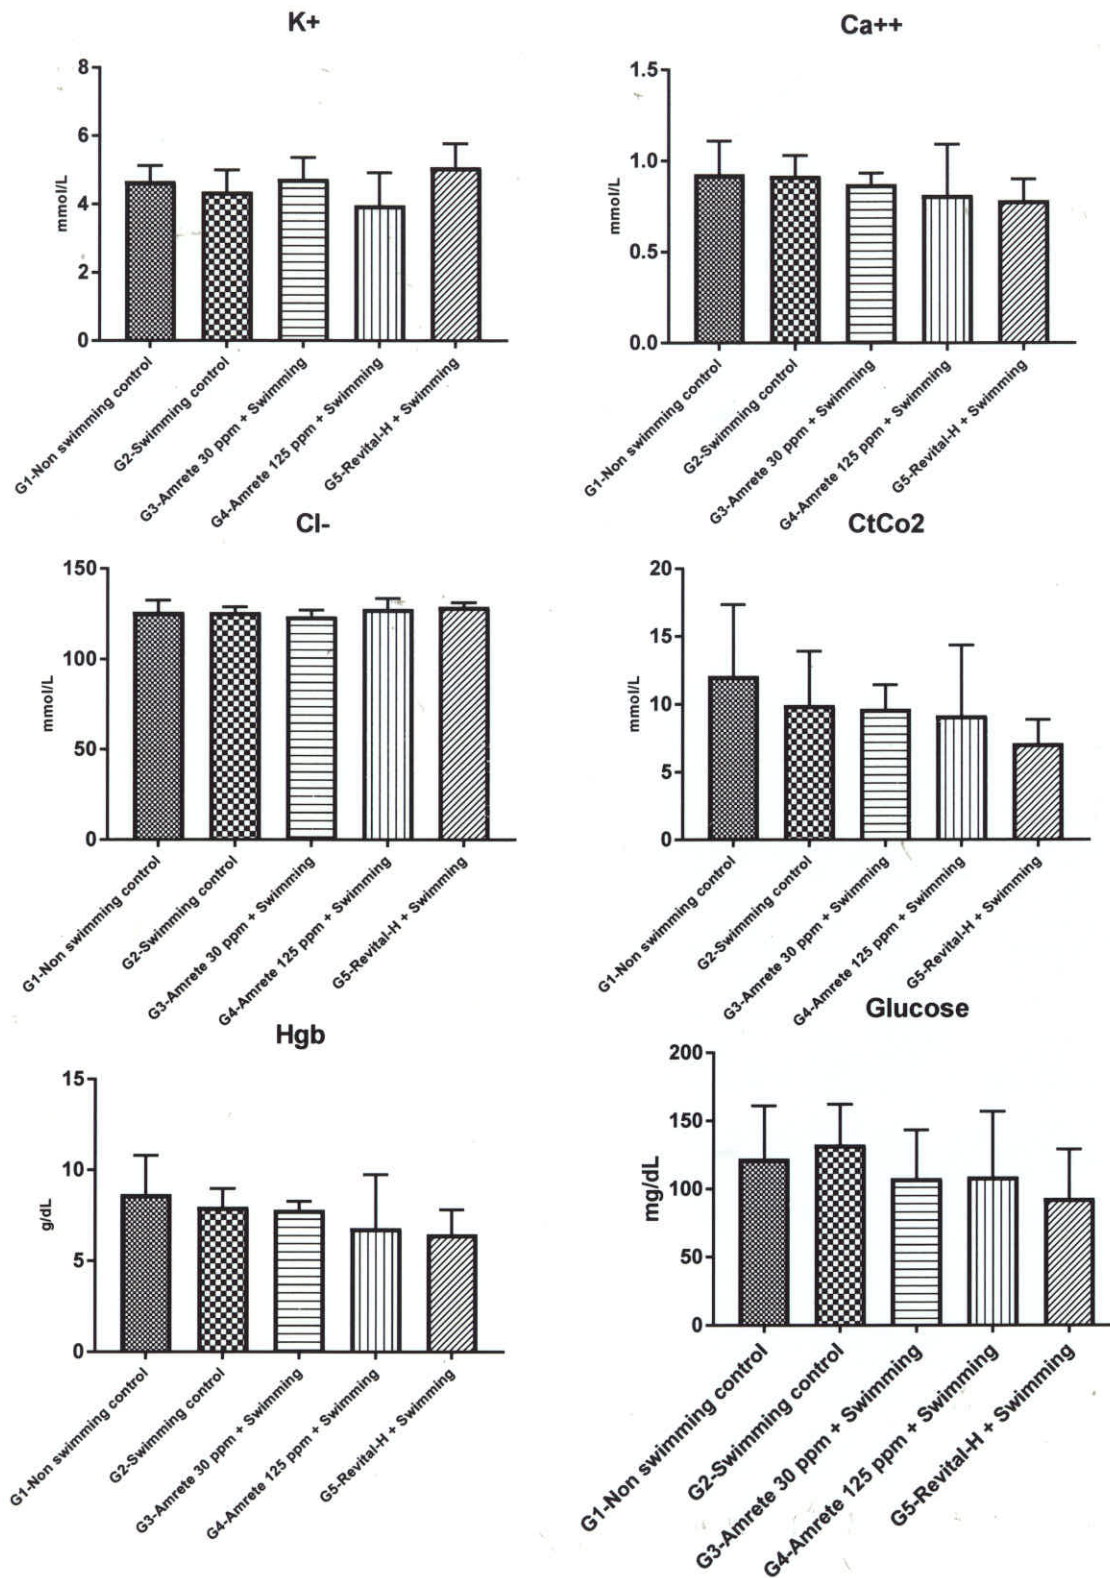 K+
8
6
4
2
0
mmol/L
G1-Non swimming control
G2-Swimming control
G3-Amrete 30 ppm + Swimming
G4-Amrete 125 ppm + Swimming
G5-Revital-H + Swimming
Ca++
1.5
1.0
0.5
0.0
mmol/L
G1-Non swimming control
G2-Swimming control
G3-Amrete 30 ppm + Swimming
G4-Amrete 125 ppm + Swimming
G5-Revital-H + Swimming
Cl-
150
100
50
0
mmol/L
G1-Non swimming control
G2-Swimming control
G3-Amrete 30 ppm + Swimming
G4-Amrete 125 ppm + Swimming
G5-Revital-H + Swimming
CtCo2
20
15
10
5
0
mmol/L
G1-Non swimming control
G2-Swimming control
G3-Amrete 30 ppm + Swimming
G4-Amrete 125 ppm + Swimming
G5-Revital-H + Swimming
Hgb
15
10
5
0
g/dL
G1-Non swimming control
G2-Swimming control
G3-Amrete 30 ppm + Swimming
G4-Amrete 125 ppm + Swimming
G5-Revital-H + Swimming
Glucose
200
150
100
50
0
mg/dL
G1-Non swimming control
G2-Swimming control
G3-Amrete 30 ppm + Swimming
G4-Amrete 125 ppm + Swimming
G5-Revital-H + Swimming